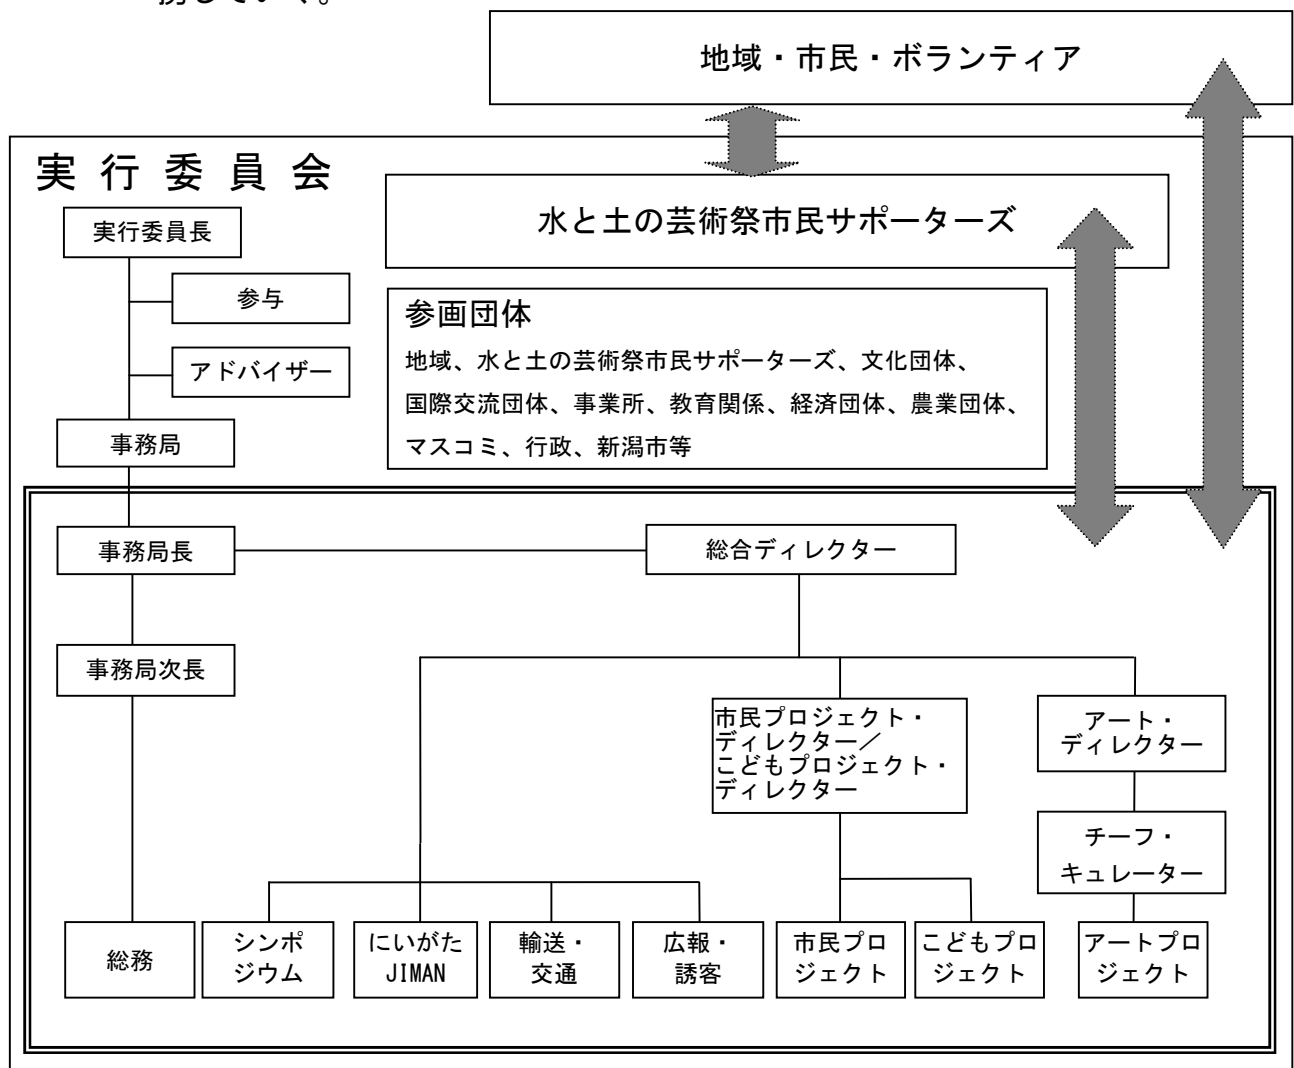 携していく。
地域・市民・ボランティア
実行委員会
水と土の芸術祭市民サポーターズ
実行委員長
参与
アドバイザー
事務局
参画団体
地域、水と土の芸術祭市民サポーターズ、文化団体、
国際交流団体、事業所、教育関係、経済団体、農業団体、
マスコミ、行政、新潟市等
事務局長
総合ディレクター
事務局次長
市民プロジェクト・
ディレクター／
こどもプロジェクト・
ディレクター
アート・
ディレクター
チーフ・
キュレーター
総務
シンポ
ジウム
にいがた
JIMAN
輸送・
交通
広報・
誘客
市民プロ
ジェクト
こどもプロ
ジェクト
アートプロ
ジェクト